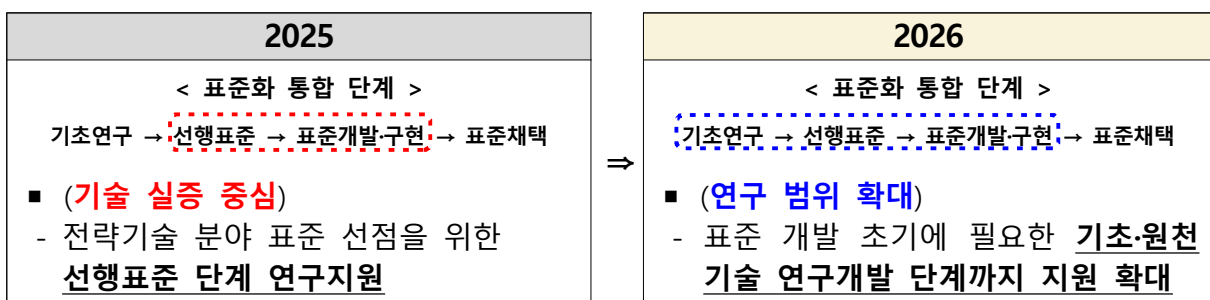 2025
< 표준화 통합 단계 >
기초연구 → 선행표준 → 표준개발·구현 → 표준채택
■ (기술 실증 중심)
- 전략기술 분야 표준 선점을 위한
선행표준 단계 연구지원
⇒
2026
< 표준화 통합 단계 >
기초연구 → 선행표준 → 표준개발·구현 → 표준채택
■ (연구 범위 확대)
- 표준 개발 초기에 필요한 기초·원천
기술 연구개발 단계까지 지원 확대